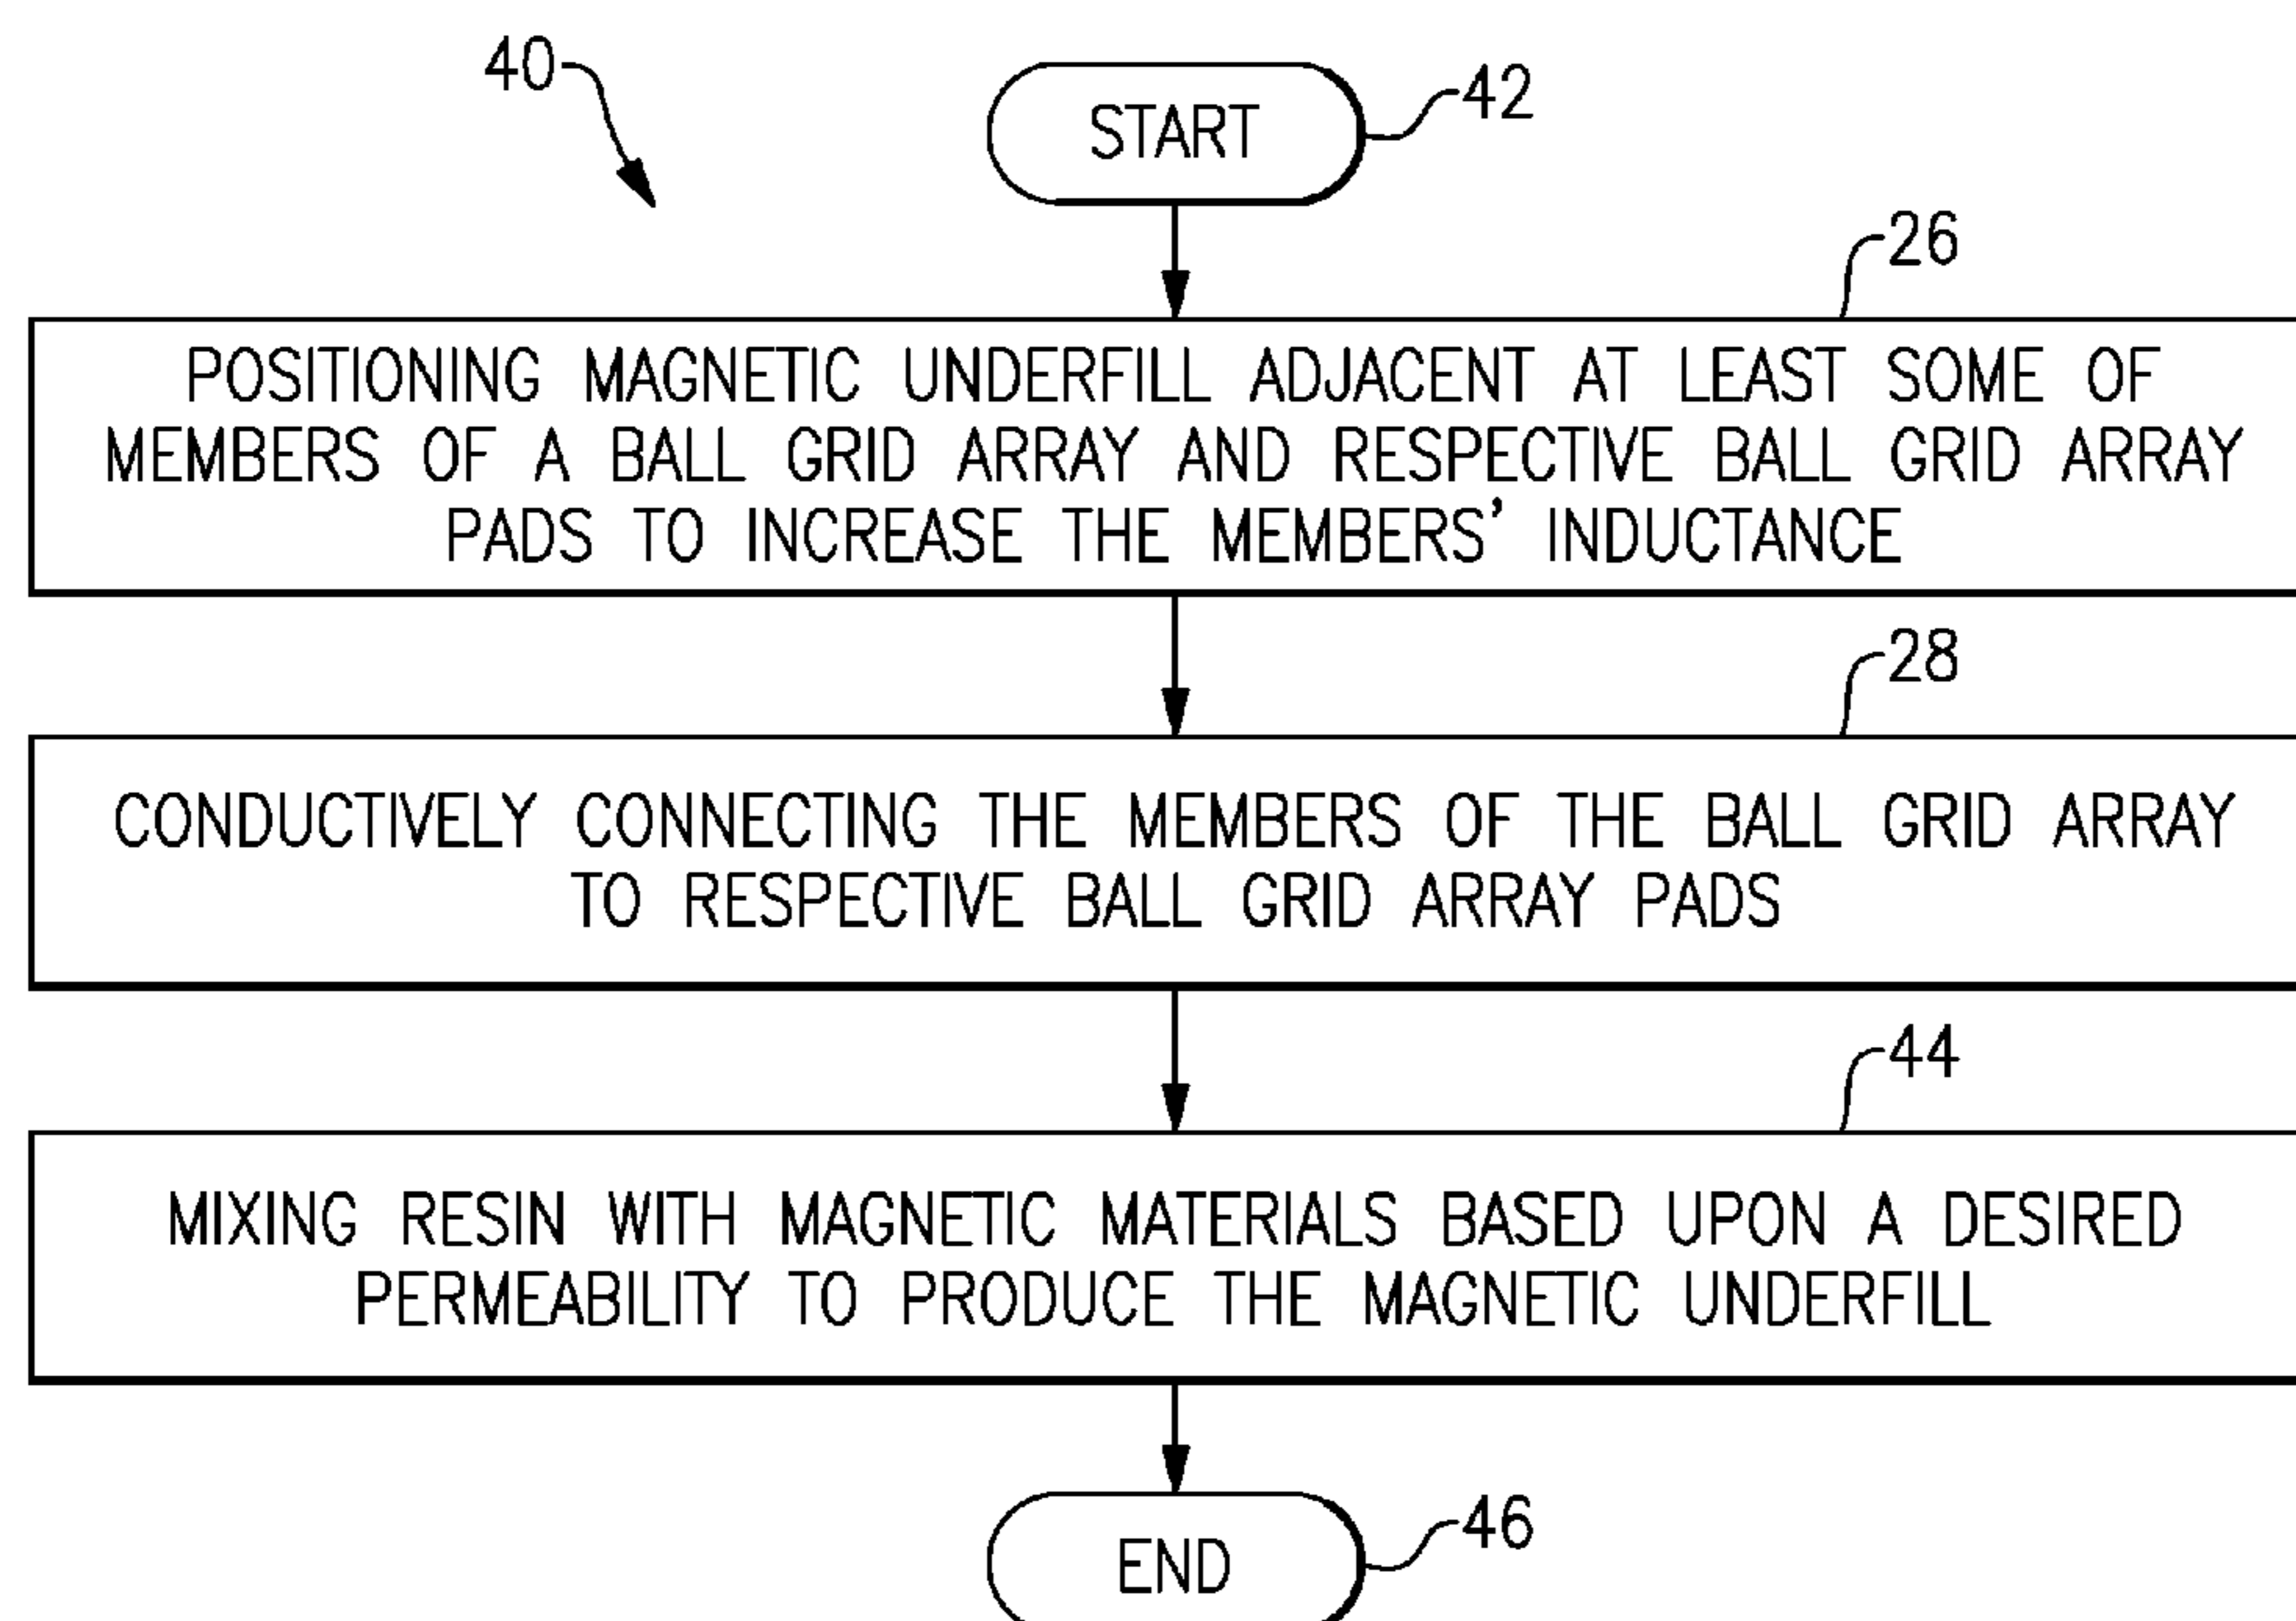 40
START
42
26
POSITIONING MAGNETIC UNDERFILL ADJACENT AT LEAST SOME OF
MEMBERS OF A BALL GRID ARRAY AND RESPECTIVE BALL GRID ARRAY
PADS TO INCREASE THE MEMBERS' INDUCTANCE
28
CONDUCTIVELY CONNECTING THE MEMBERS OF THE BALL GRID ARRAY
TO RESPECTIVE BALL GRID ARRAY PADS
44
MIXING RESIN WITH MAGNETIC MATERIALS BASED UPON A DESIRED
PERMEABILITY TO PRODUCE THE MAGNETIC UNDERFILL
END
46